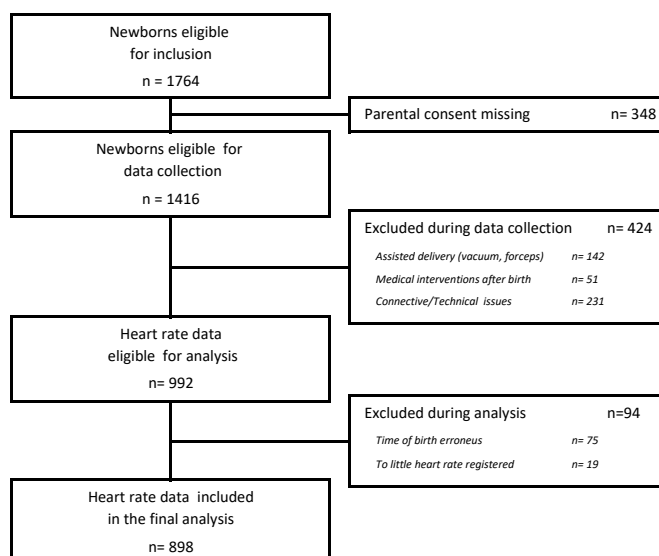 Newborns eligible
for inclusion
n = 1764
Parental consent missing n= 348
Newborns eligible for
data collection
n = 1416
Excluded during data collection n= 424
Assisted delivery (vacuum, forceps) n= 142
Medical interventions after birth n= 51
Connective/Technical issues n= 231
Heart rate data
eligible for analysis
n= 992
Excluded during analysis n=94
Time of birth erroneus n= 75
To little heart rate registered n= 19
Heart rate data included
in the final analysis
n= 898